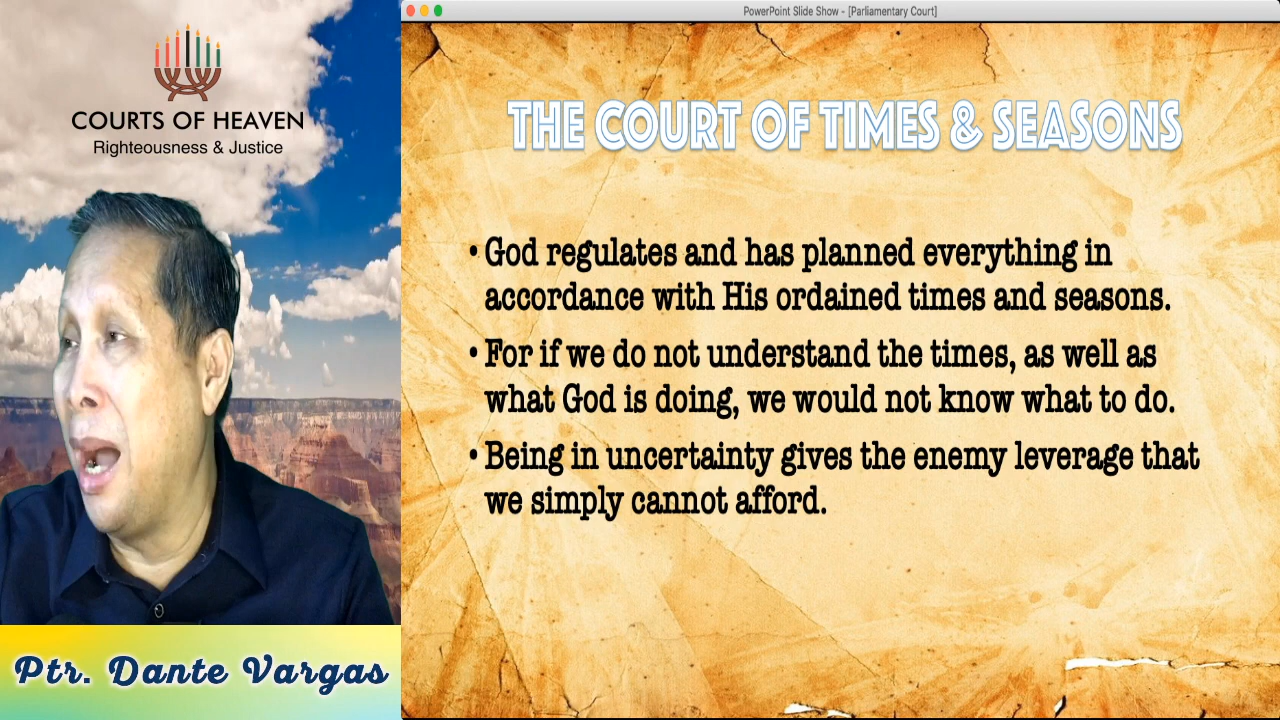 COURTS OF HEAVEN
Righteousness & Justice
Ptr. Dante Vargas
PowerPoint Slide Show - [Parliamentary Court]
THE COURT OF TIMES & SEASONS
• God regulates and has planned everything in
accordance with His ordained times and seasons.
• For if we do not understand the times, as well as
what God is doing, we would not know what to do.
• Being in uncertainty gives the enemy leverage that
we simply cannot afford.